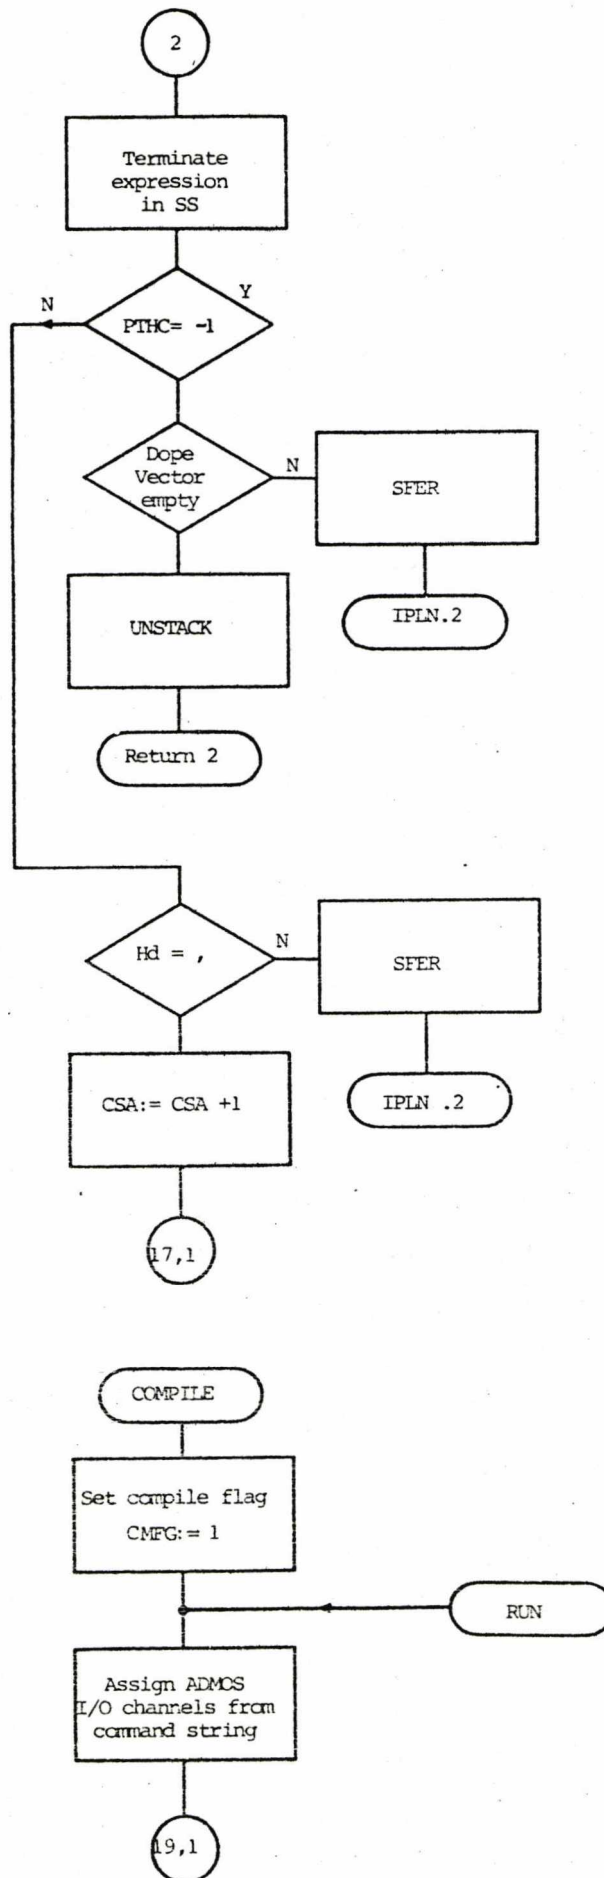 2
Terminate
expression
in SS
N
Y
PTHC= -1
Dope
Vector
empty
N
SFER
IPLN.2
UNSTACK
Return 2
Hd = ,
N
SFER
CSA:= CSA +1
IPLN .2
17,1
COMPILE
Set compile flag
CMFG:= 1
RUN
Assign ADMOS
I/O channels from
command string
19,1